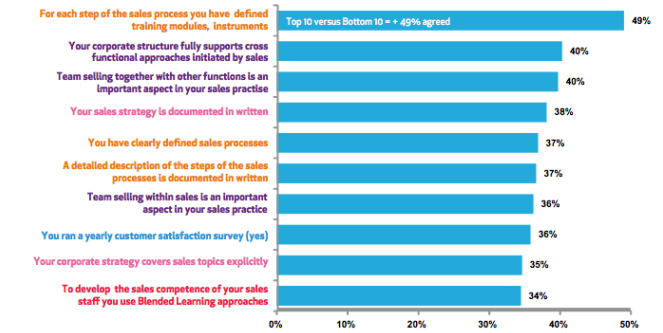 For each step of the sales process you have defined
training modules, instruments
Top 10 versus Bottom 10 = + 49% agreed
49%
Your corporate structure fully supports cross
functional approaches initiated by sales
40%
Team selling together with other functions is an
important aspect in your sales practise
40%
Your sales strategy is documented in written
38%
You have clearly defined sales processes
37%
A detailed description of the steps of the sales
processes is documented in written
37%
Team selling within sales is an important
aspect in your sales practice
36%
You ran a yearly customer satisfaction survey (yes)
36%
Your corporate strategy covers sales topics explicitly
35%
To develop the sales competence of your sales
staff you use Blended Learning approaches
34%
0% 10% 20% 30% 40% 50%